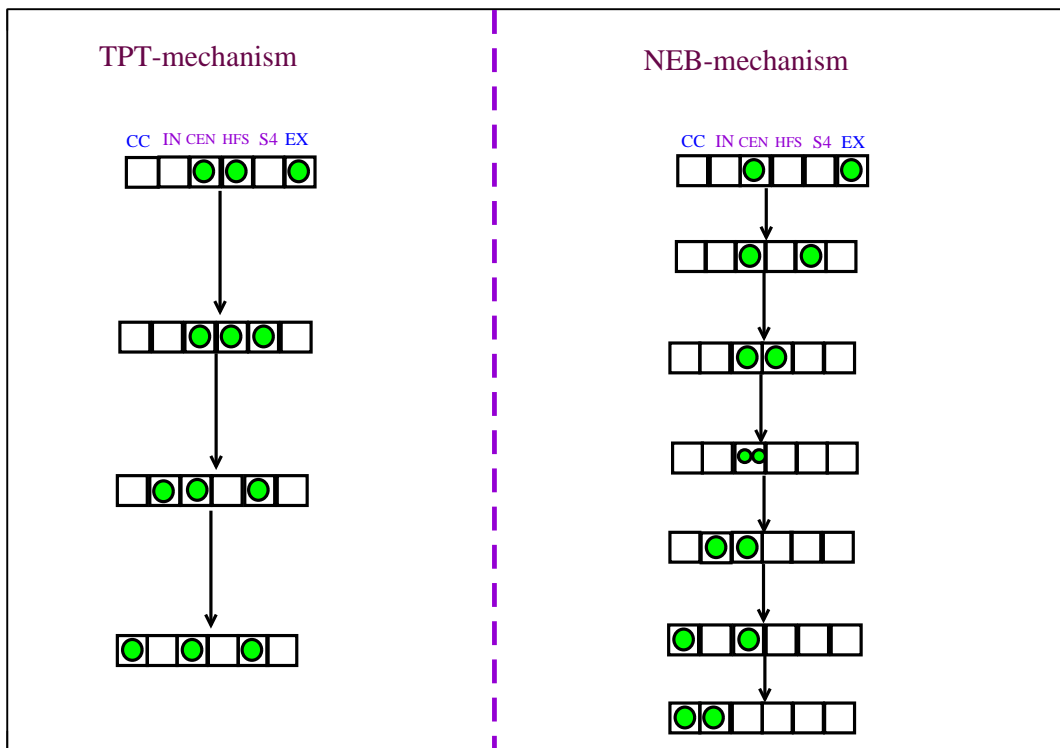 TPT-mechanism
CC IN CEN HFS S4 EX
NEB-mechanism
CC IN CEN HFS S4 EX